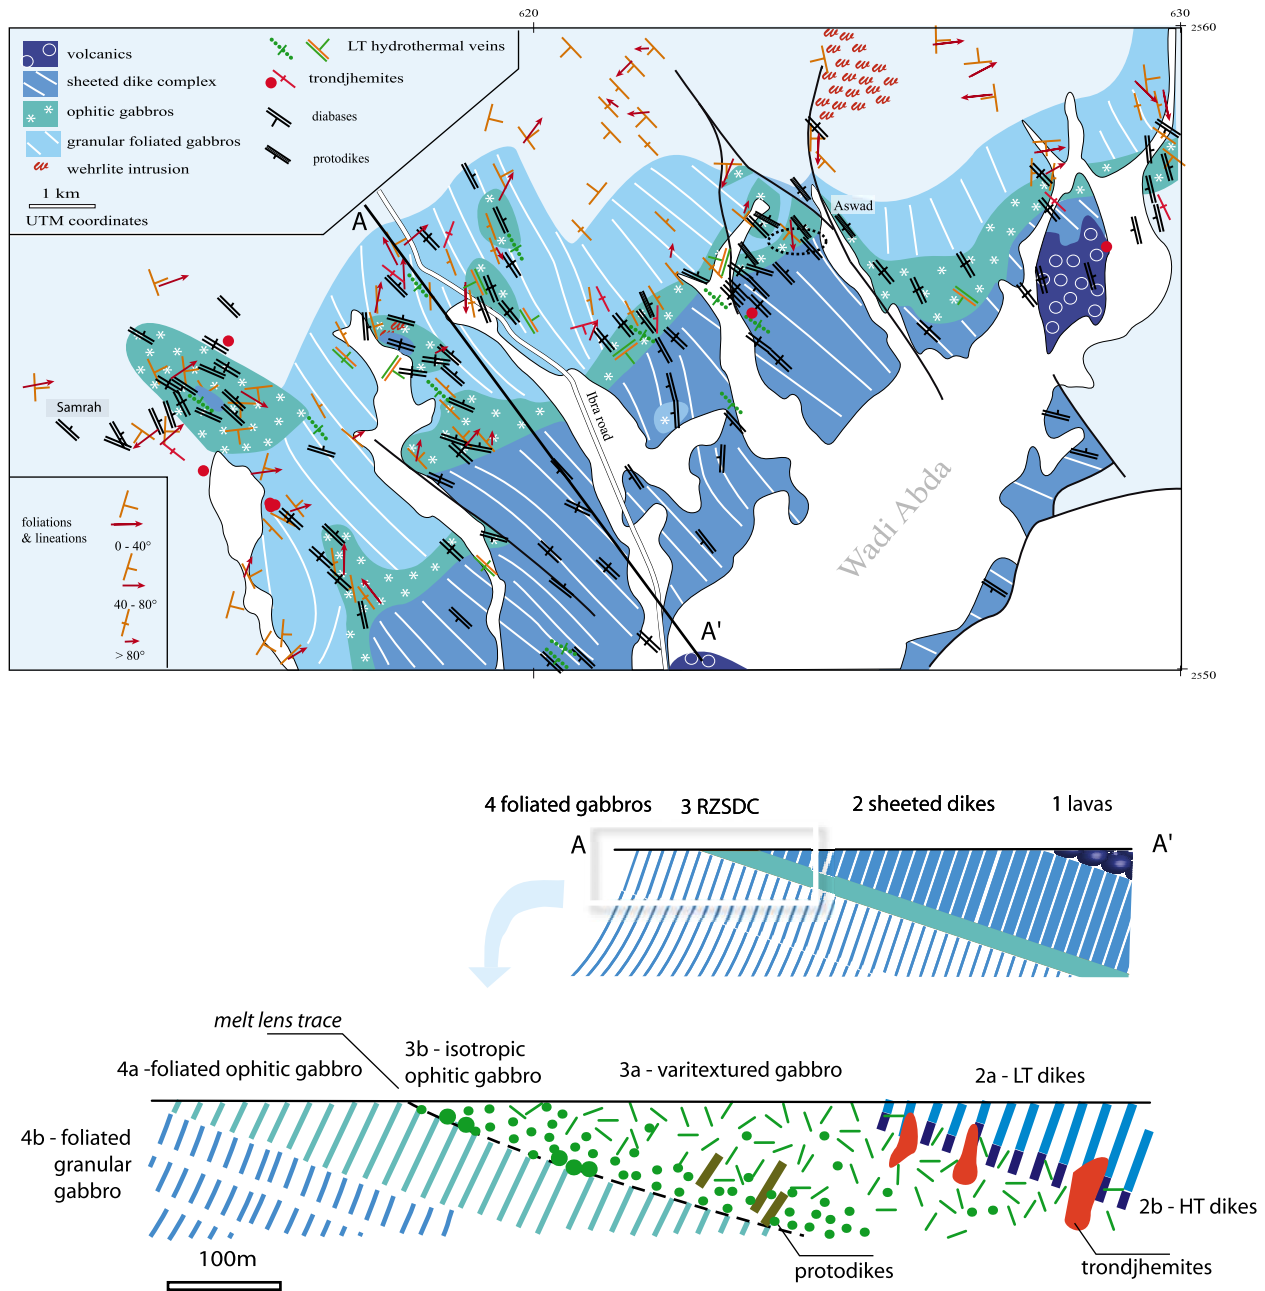 620
630
2560
volcanics
sheeted dike complex
ophitic gabbros
granular foliated gabbros
wehrlite intrusion
1 km
UTM coordinates
LT hydrothermal veins
trondjhemites
diabases
protodikes
A
Aswad
Samrah
Ibra road
Wadi Abda
foliations
& lineations
0 - 40°
40 - 80°
> 80°
A'
2550
4 foliated gabbros
3 RZSDC
2 sheeted dikes
1 lavas
A
A'
melt lens trace
4a -foliated ophitic gabbro
3b - isotropic
ophitic gabbro
3a - varitextured gabbro
2a - LT dikes
4b - foliated
granular
gabbro
2b - HT dikes
100m
protodikes
trondjhemites